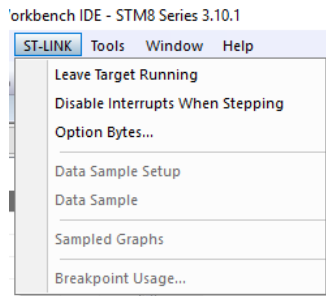 orkbench IDE - STM8 Series 3.10.1
ST-LINK Tools Window Help
Leave Target Running
Disable Interrupts When Stepping
Option Bytes...
Data Sample Setup
Data Sample
Sampled Graphs
Breakpoint Usage...